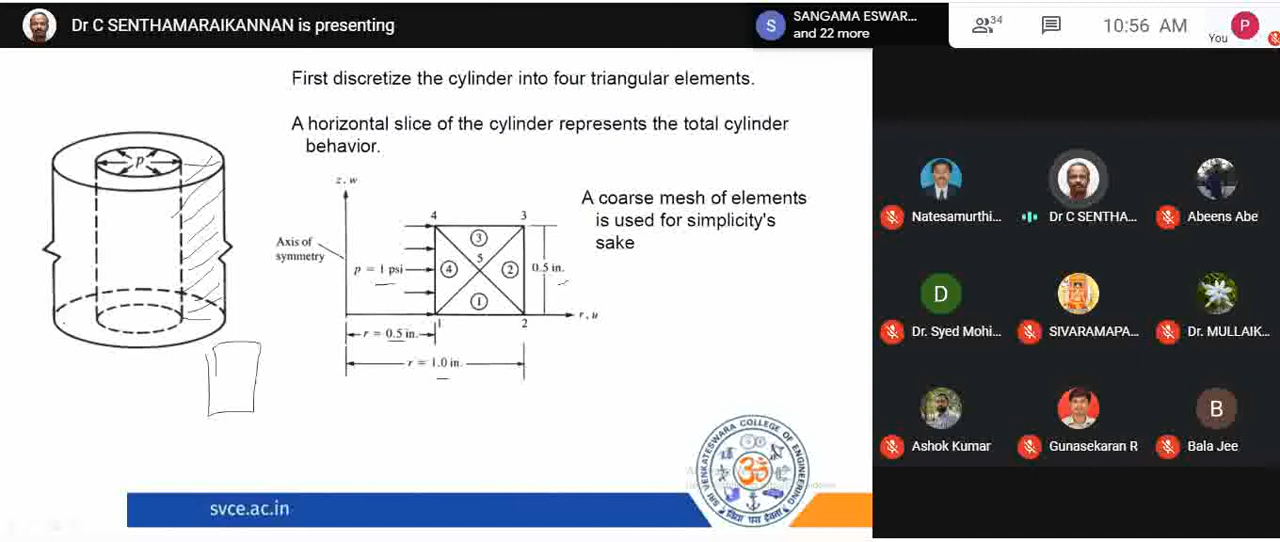 Dr C SENTHAMARAIKANNAN is presenting
S
SANGAMA ESWAR...
and 22 more
34
10:56 AM
You
P
First discretize the cylinder into four triangular elements.
A horizontal slice of the cylinder represents the total cylinder
behavior.
p
z, w
4
3
Axis of
symmetry
p = 1 psi
3
5
4
2
1
0.5 in.
1
2
r, u
r = 0.5 in.
r = 1.0 in.
A coarse mesh of elements
is used for simplicity's
sake
Natesamurthi...
Dr C SENTHA...
Abeens Abe
D
Dr. Syed Mohi...
SIVARAMAPA...
Dr. MULLAIK...
Ashok Kumar
Gunasekaran R
B
Bala Jee
SRI VENKATESWARA COLLEGE OF ENGINEERING
ॐ
svce.ac.in